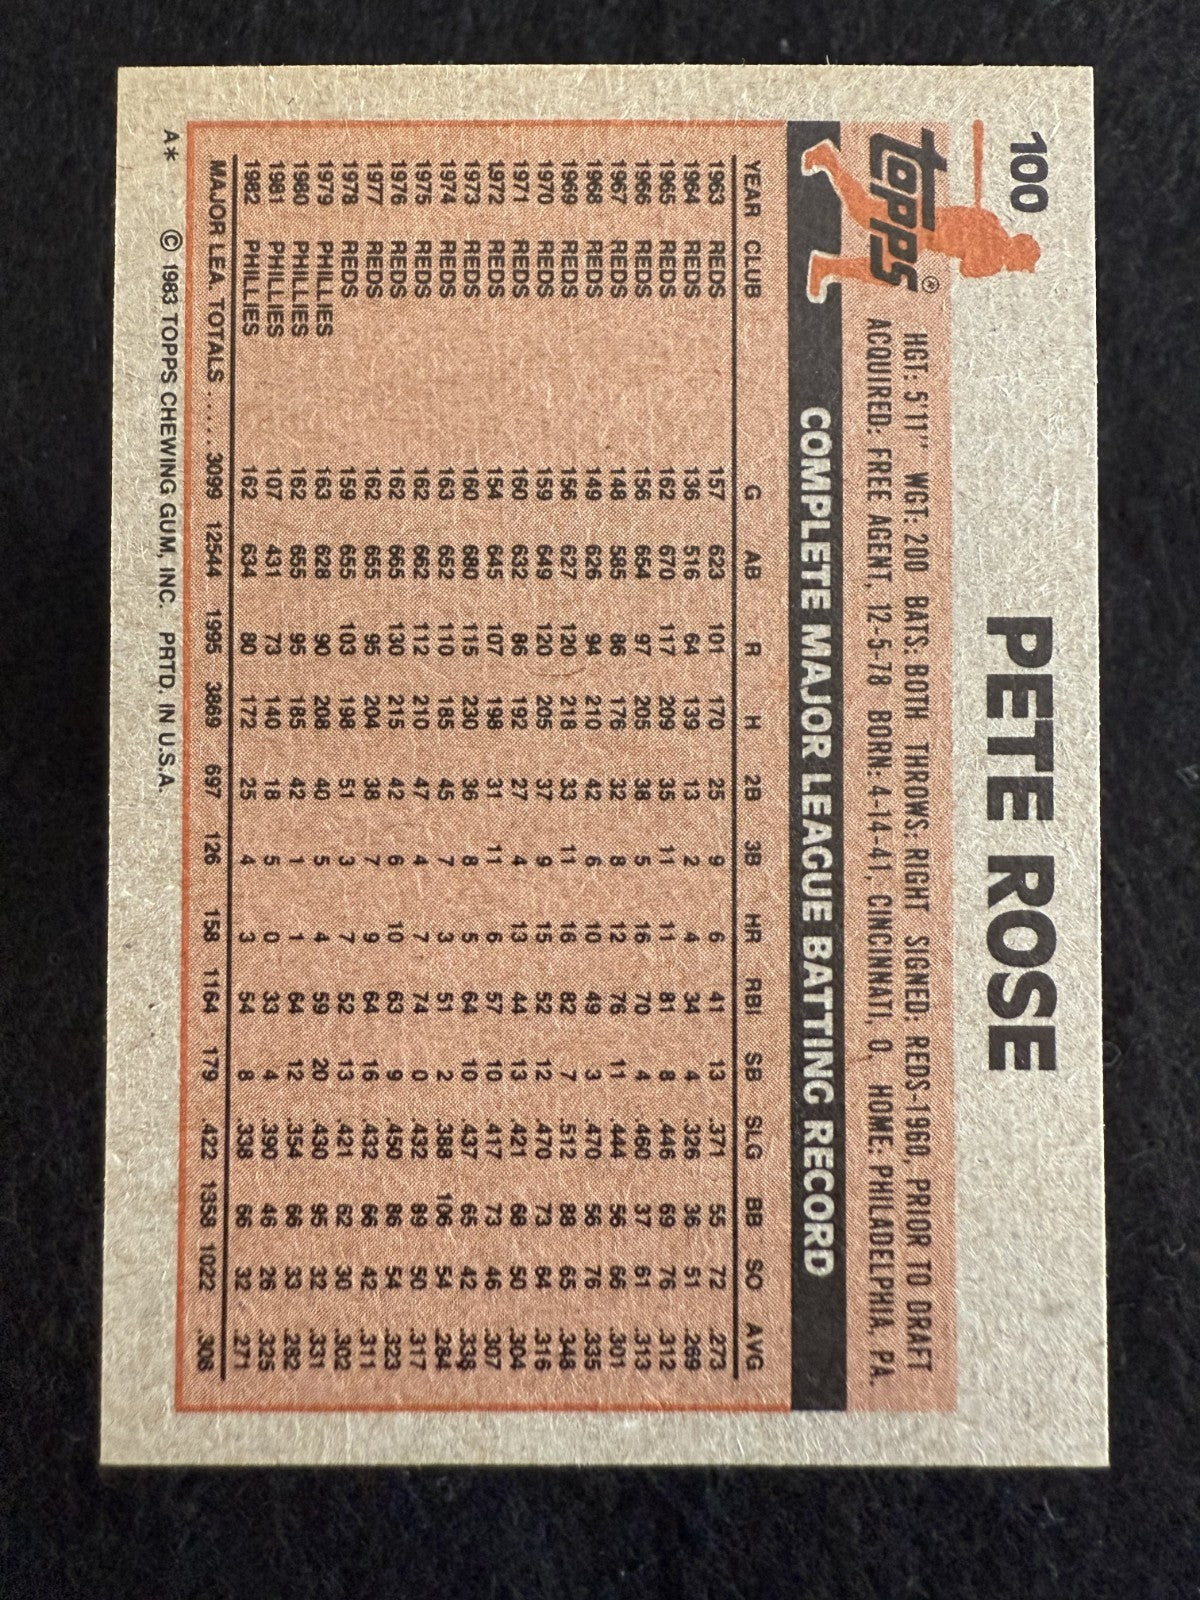 100
PETE ROSE
TOPPS®
HGT: 5'11" WGT: 200 BATS: BOTH THROWS: RIGHT SIGNED: REDS-1960, PRIOR TO DRAFT
ACQUIRED: FREE AGENT, 12-5-78 BORN: 4-14-41, CINCINNATI, O. HOME: PHILADELPHIA, PA.
COMPLETE MAJOR LEAGUE BATTING RECORD
YEAR CLUB G AB R H 2B 3B HR RBI SB SLG BB SO AVG
1963 REDS 157 623 101 170 25 9 6 41 13 .371 55 72 .273
1964 REDS 136 516 64 139 13 2 4 34 4 .326 36 51 .269
1965 REDS 162 670 117 209 35 11 11 81 8 .446 69 76 .312
1966 REDS 156 654 97 205 38 5 16 70 4 .460 37 61 .313
1967 REDS 148 585 86 176 32 8 12 76 11 .444 56 66 .301
1968 REDS 149 626 94 210 42 6 10 49 3 .470 56 76 .335
1969 REDS 156 627 120 218 33 11 16 82 7 .512 88 65 .348
1970 REDS 159 649 120 205 37 9 15 52 12 .470 73 64 .316
1971 REDS 160 632 86 192 27 4 13 44 13 .421 68 50 .304
1972 REDS 154 645 107 198 31 11 6 57 10 .417 73 46 .307
1973 REDS 160 680 115 230 36 8 5 64 10 .437 65 42 .338
1974 REDS 163 652 110 185 45 7 3 51 2 .388 106 54 .284
1975 REDS 162 662 112 210 47 4 7 74 0 .432 89 50 .317
1976 REDS 162 665 130 215 42 6 10 63 9 .450 86 54 .323
1977 REDS 162 655 95 204 38 7 9 64 16 .432 66 42 .311
1978 REDS 159 655 103 198 51 3 7 52 13 .421 62 30 .302
1979 PHILLIES 163 628 90 208 40 5 4 59 20 .430 95 32 .331
1980 PHILLIES 162 655 95 185 42 1 1 64 12 .354 66 33 .282
1981 PHILLIES 107 431 73 140 18 5 0 33 4 .390 46 26 .325
1982 PHILLIES 162 634 80 172 25 4 3 54 8 .338 66 32 .271
MAJOR LEA. TOTALS ...... 3099 12544 1995 3869 697 126 158 1164 179 .422 1358 1022 .308
A* © 1983 TOPPS CHEWING GUM, INC. PRTD. IN U.S.A.